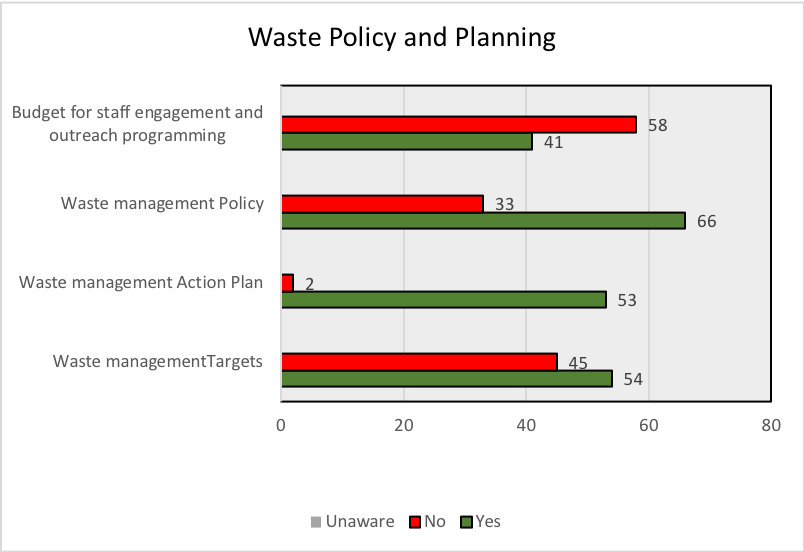 Waste Policy and Planning
Budget for staff engagement and
outreach programming
58
41
Waste management Policy
33
66
Waste management Action Plan
2
53
Waste managementTargets
45
54
0 20 40 60 80
Unaware No Yes